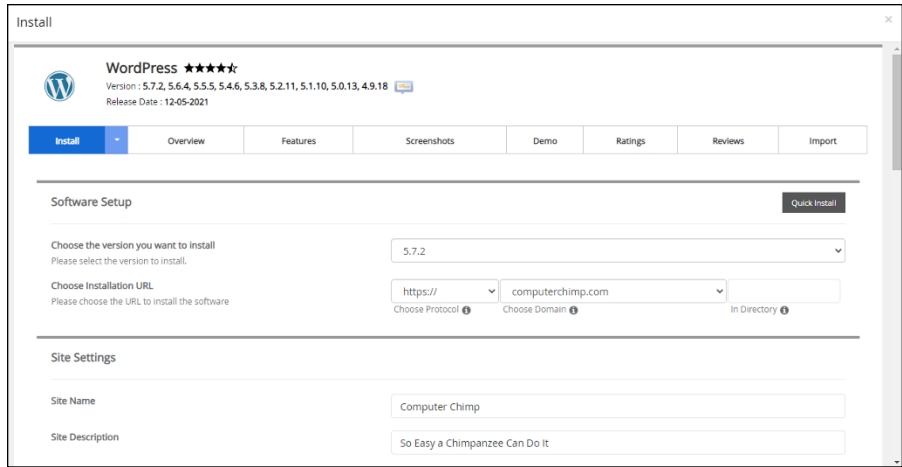 Install
WordPress
Version : 5.7.2, 5.6.4, 5.5.5, 5.4.6, 5.3.8, 5.2.11, 5.1.10, 5.0.13, 4.9.18
Release Date : 12-05-2021
Install Overview Features Screenshots Demo Ratings Reviews Import
Software Setup Quick Install
Choose the version you want to install
Please select the version to install.
5.7.2
Choose Installation URL
Please choose the URL to install the software
https:// computerchimp.com
Choose Protocol Choose Domain In Directory
Site Settings
Site Name Computer Chimp
Site Description So Easy a Chimpanzee Can Do It